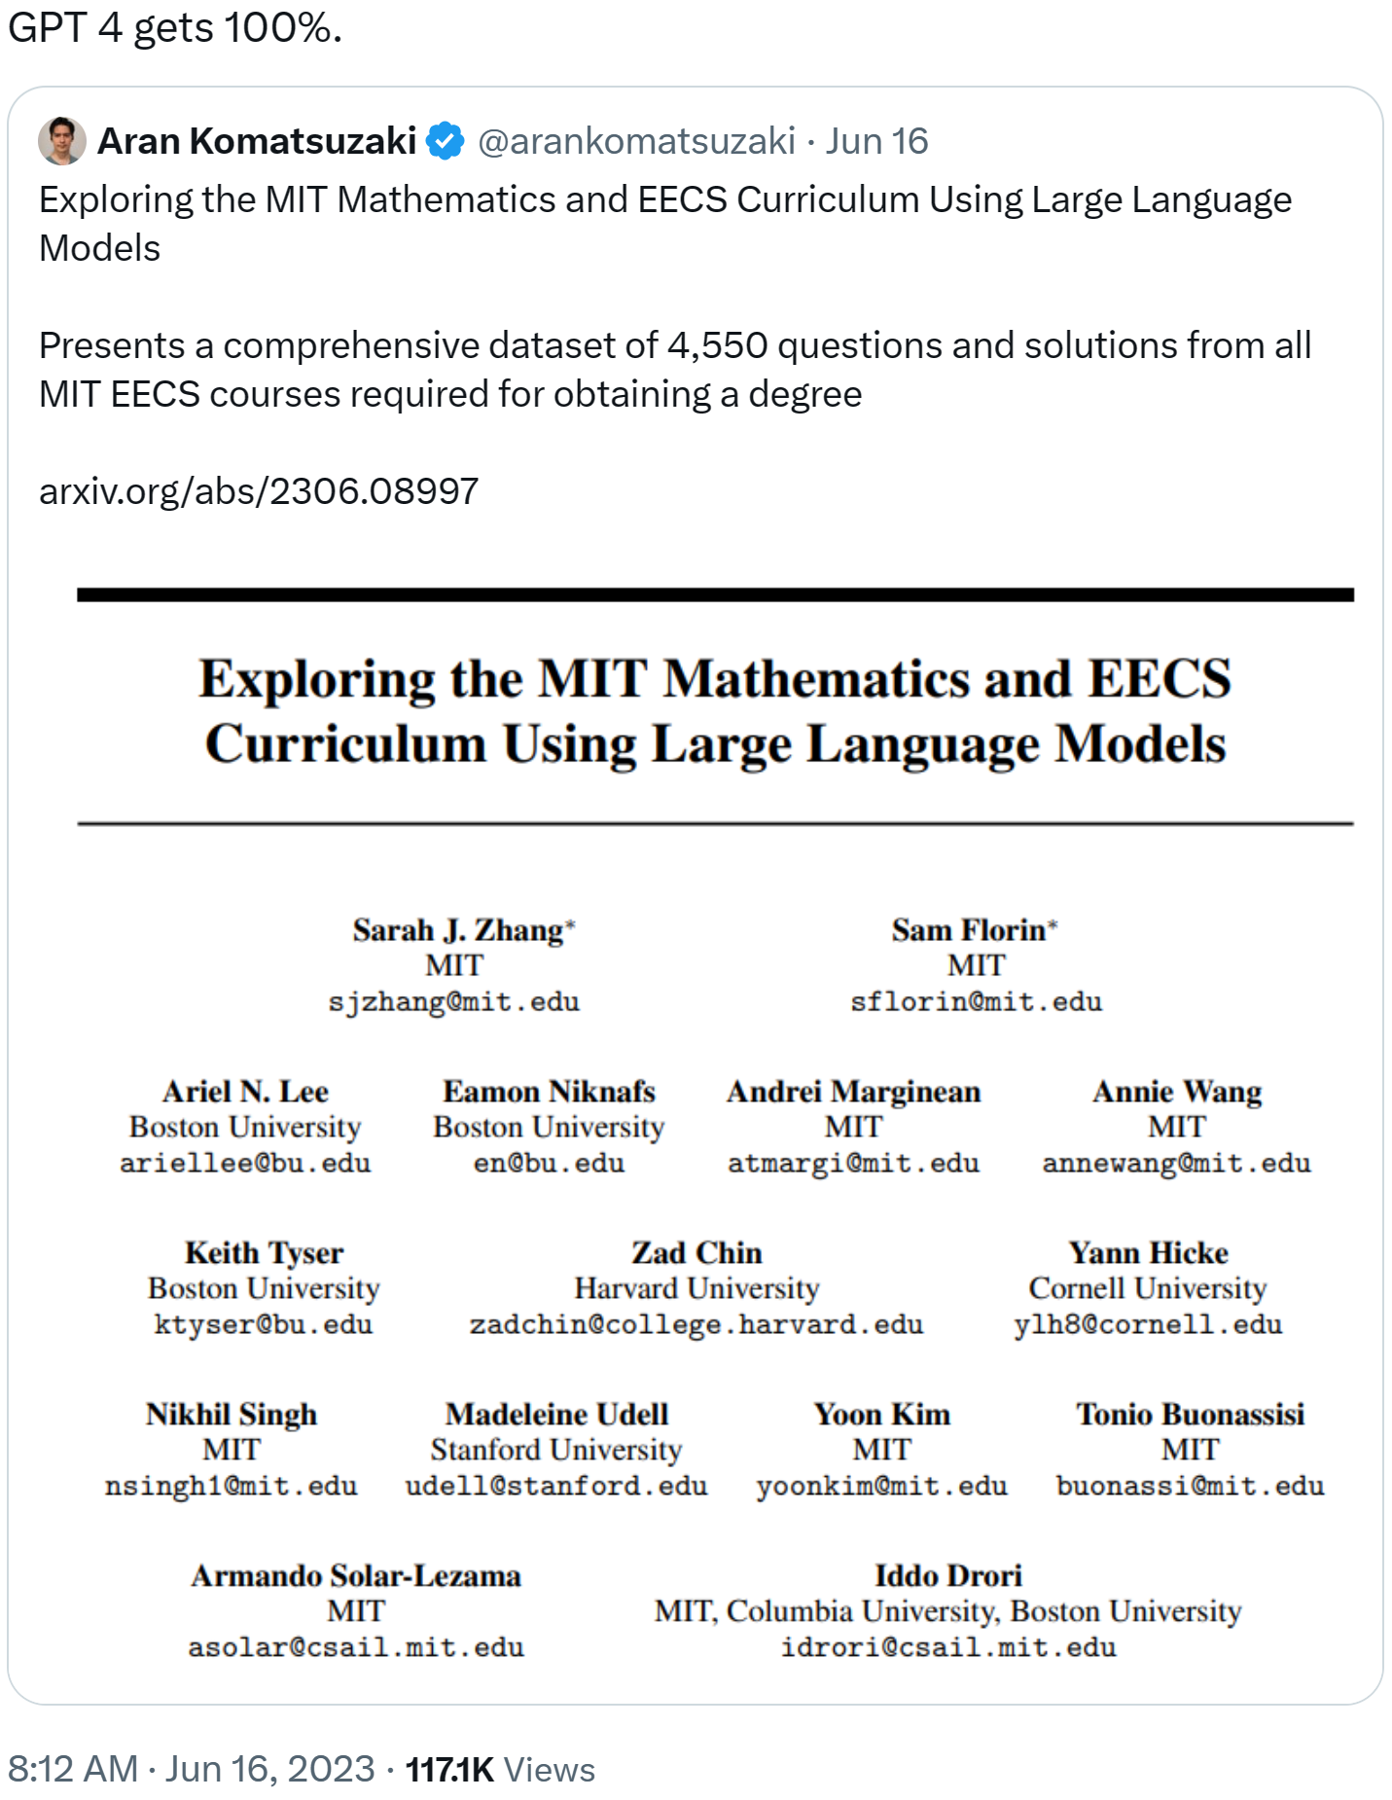 GPT 4 gets 100%.
Aran Komatsuzaki @arankomatsuzaki · Jun 16
Exploring the MIT Mathematics and EECS Curriculum Using Large Language
Models
Presents a comprehensive dataset of 4,550 questions and solutions from all
MIT EECS courses required for obtaining a degree
arxiv.org/abs/2306.08997
Exploring the MIT Mathematics and EECS
Curriculum Using Large Language Models
Sarah J. Zhang* Sam Florin*
MIT MIT
sjzhang@mit.edu sflorin@mit.edu
Ariel N. Lee Eamon Niknafs Andrei Marginean Annie Wang
Boston University Boston University MIT MIT
ariellee@bu.edu en@bu.edu atmargi@mit.edu annewang@mit.edu
Keith Tyser Zad Chin Yann Hicke
Boston University Harvard University Cornell University
ktyser@bu.edu zadchin@college.harvard.edu ylh8@cornell.edu
Nikhil Singh Madeleine Udell Yoon Kim Tonio Buonassisi
MIT Stanford University MIT MIT
nsingh1@mit.edu udell@stanford.edu yoonkim@mit.edu buonassi@mit.edu
Armando Solar-Lezama Iddo Drori
MIT MIT, Columbia University, Boston University
asolar@csail.mit.edu idrori@csail.mit.edu
8:12 AM · Jun 16, 2023 · 117.1K Views